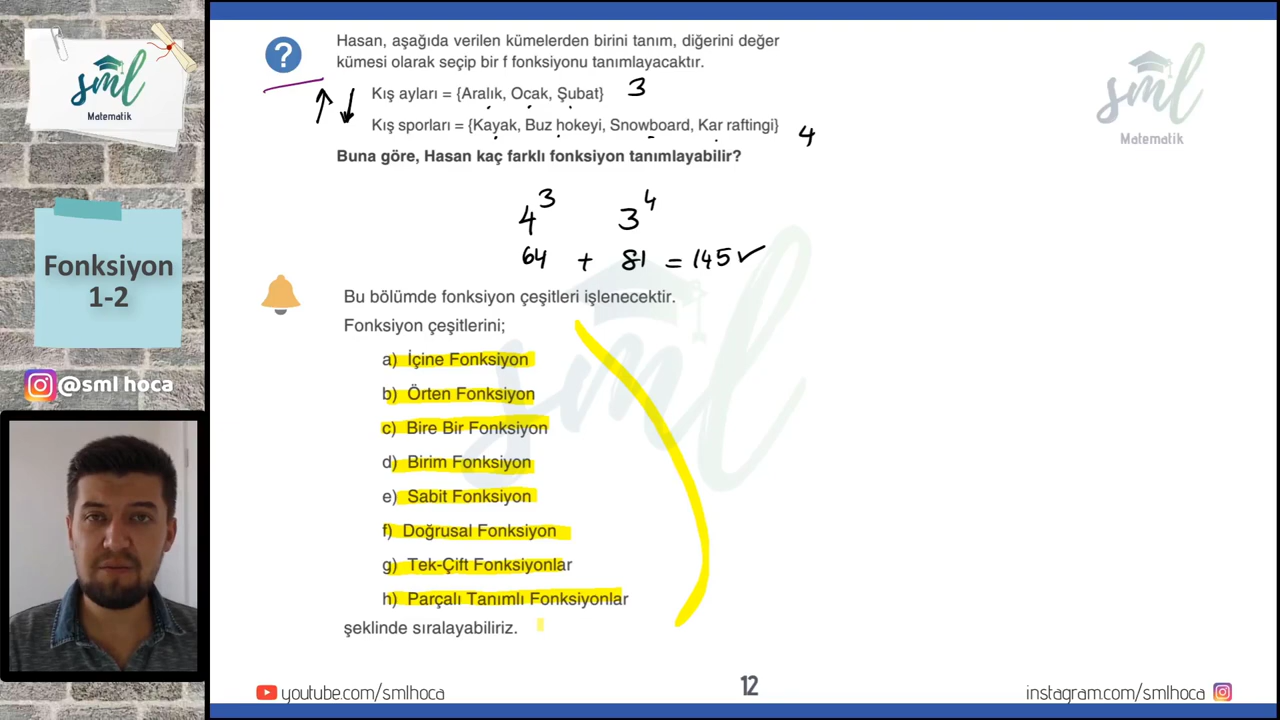 sml
Matematik
Fonksiyon
1-2
@sml hoca
Hasan, aşağıda verilen kümelerden birini tanım, diğerini değer
kümesi olarak seçip bir f fonksiyonu tanımlayacaktır.
Kış ayları = {Aralık, Ocak, Şubat} 3
Kış sporları = {Kayak, Buz hokeyi, Snowboard, Kar raftingi} 4
Buna göre, Hasan kaç farklı fonksiyon tanımlayabilir?
4³ 3⁴
64 + 81 = 145 ✓
Bu bölümde fonksiyon çeşitleri işlenecektir.
Fonksiyon çeşitlerini;
a) İçine Fonksiyon
b) Örten Fonksiyon
c) Bire Bir Fonksiyon
d) Birim Fonksiyon
e) Sabit Fonksiyon
f) Doğrusal Fonksiyon
g) Tek-Çift Fonksiyonlar
h) Parçalı Tanımlı Fonksiyonlar
şeklinde sıralayabiliriz.
sml
Matematik
sml
youtube.com/smlhoca
12
instagram.com/smlhoca